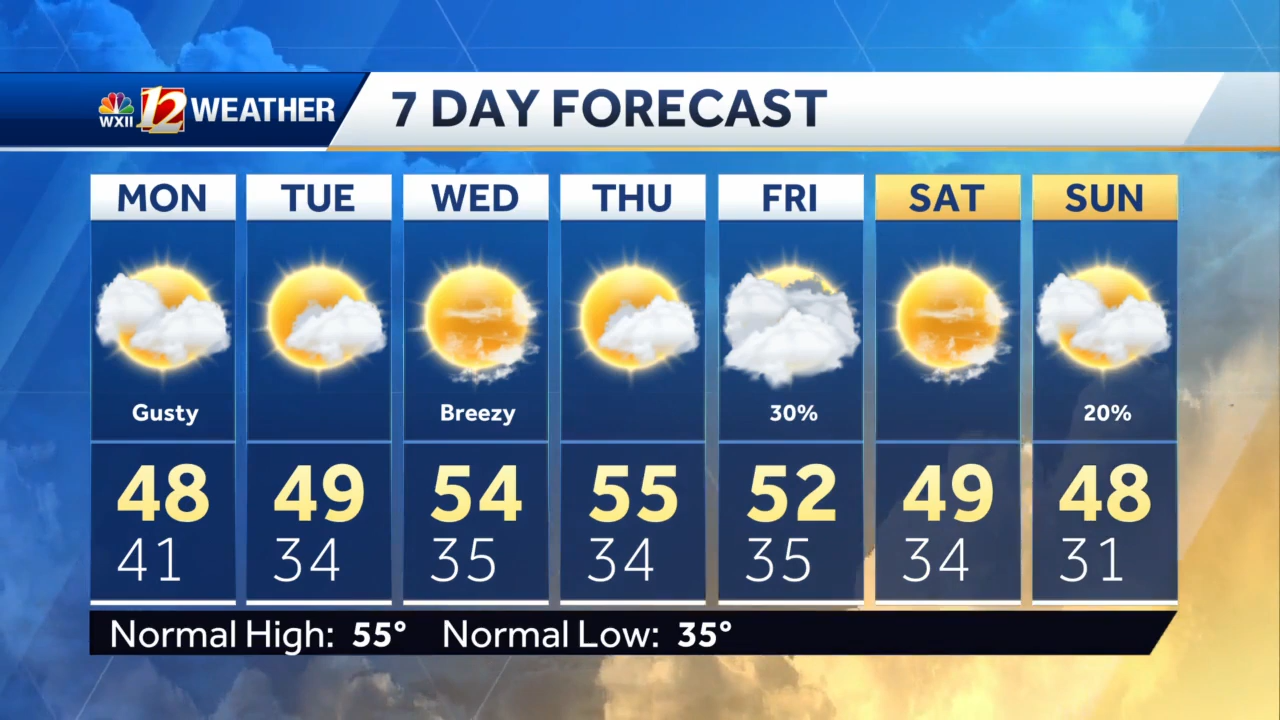 WXII 12 WEATHER
7 DAY FORECAST
MON TUE WED THU FRI SAT SUN
Gusty Breezy 30% 20%
48 49 54 55 52 49 48
41 34 35 34 35 34 31
Normal High: 55° Normal Low: 35°